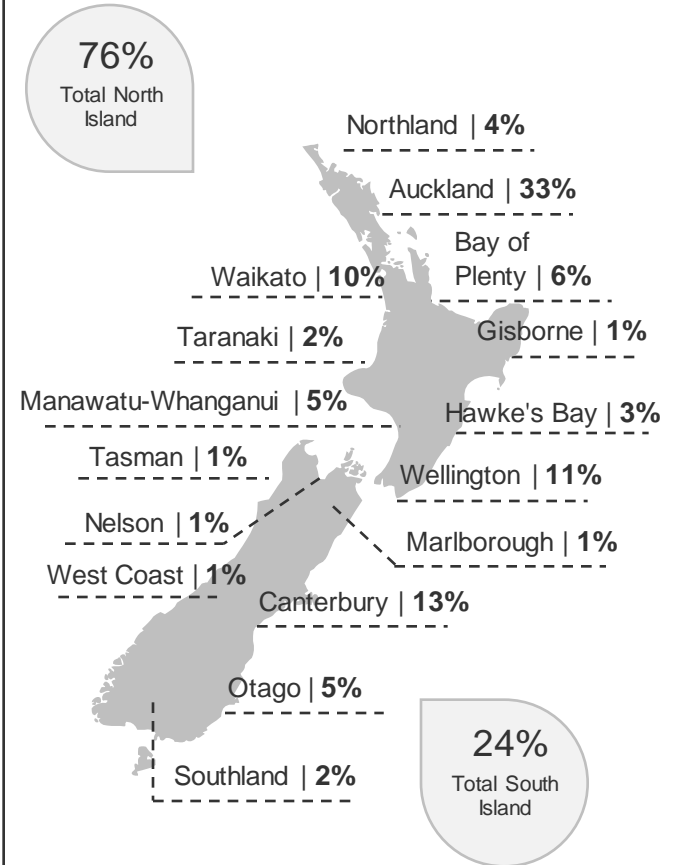 76%
Total North
Island
Northland | 4%
Auckland | 33%
Bay of
Plenty | 6%
Waikato | 10%
Taranaki | 2%
Gisborne | 1%
Manawatu-Whanganui | 5%
Hawke's Bay | 3%
Tasman | 1%
Wellington | 11%
Nelson | 1%
Marlborough | 1%
West Coast | 1%
Canterbury | 13%
Otago | 5%
Southland | 2%
24%
Total South
Island